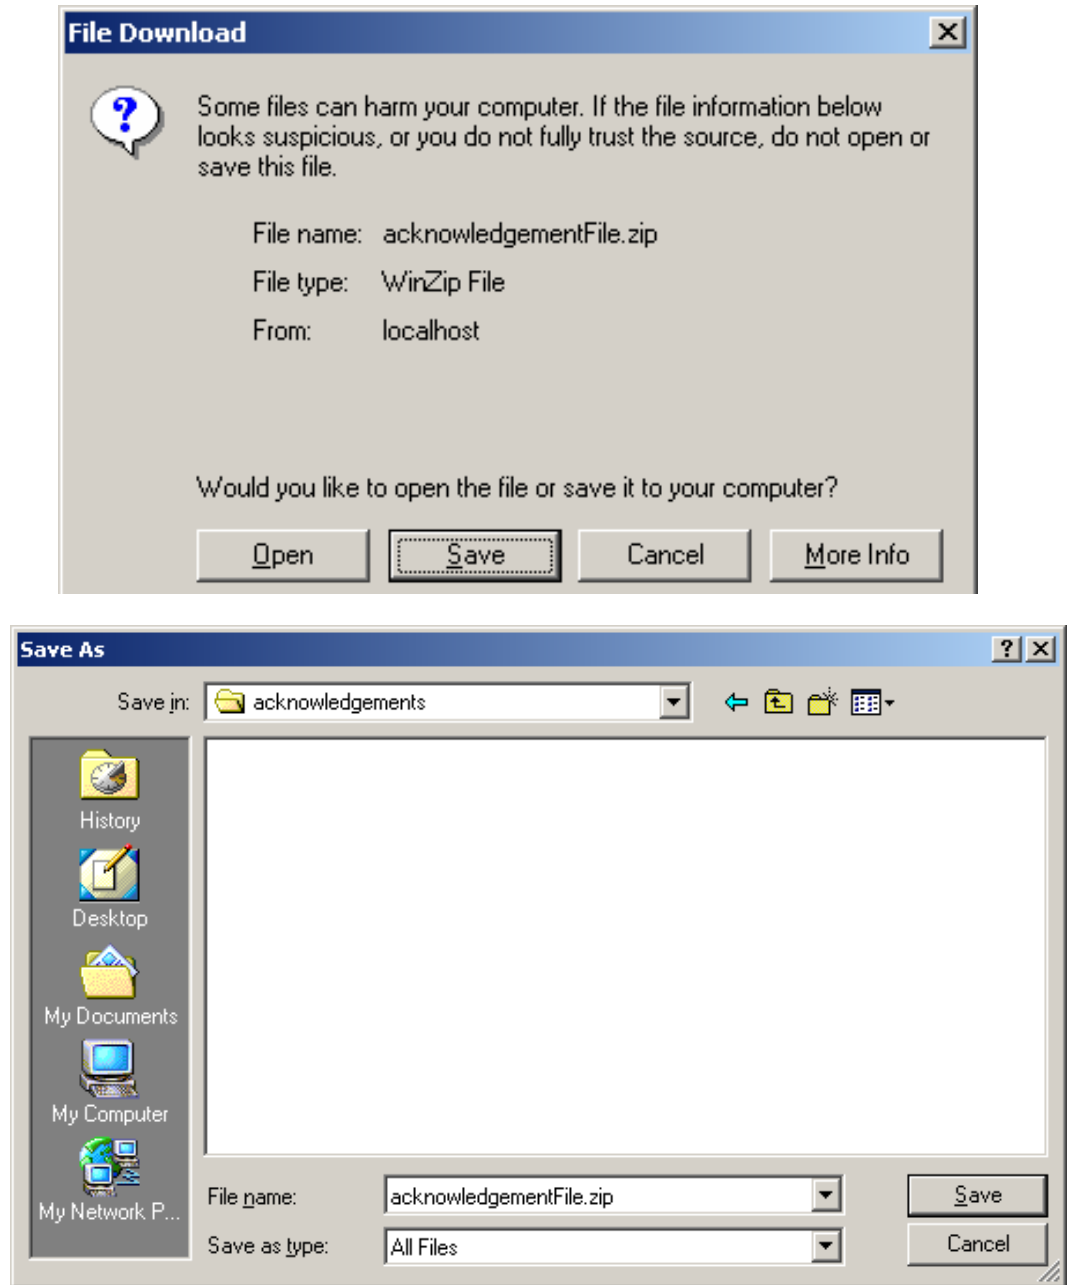 File Download
Some files can harm your computer. If the file information below
looks suspicious, or you do not fully trust the source, do not open or
save this file.
File name: acknowledgementFile.zip
File type: WinZip File
From: localhost
Would you like to open the file or save it to your computer?
Open Save Cancel More Info
Save As
Save in: acknowledgements
History
Desktop
My Documents
My Computer
My Network P...
File name: acknowledgementFile.zip Save
Save as type: All Files Cancel